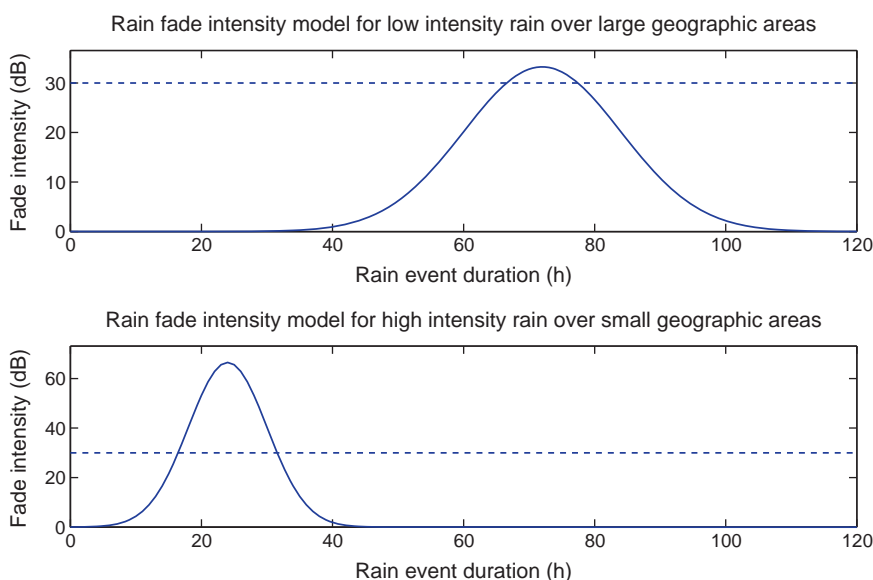 Rain fade intensity model for low intensity rain over large geographic areas
Fade intensity (dB)
30
20
10
0
0 20 40 60 80 100 120
Rain event duration (h)
Rain fade intensity model for high intensity rain over small geographic areas
Fade intensity (dB)
60
40
20
0
0 20 40 60 80 100 120
Rain event duration (h)